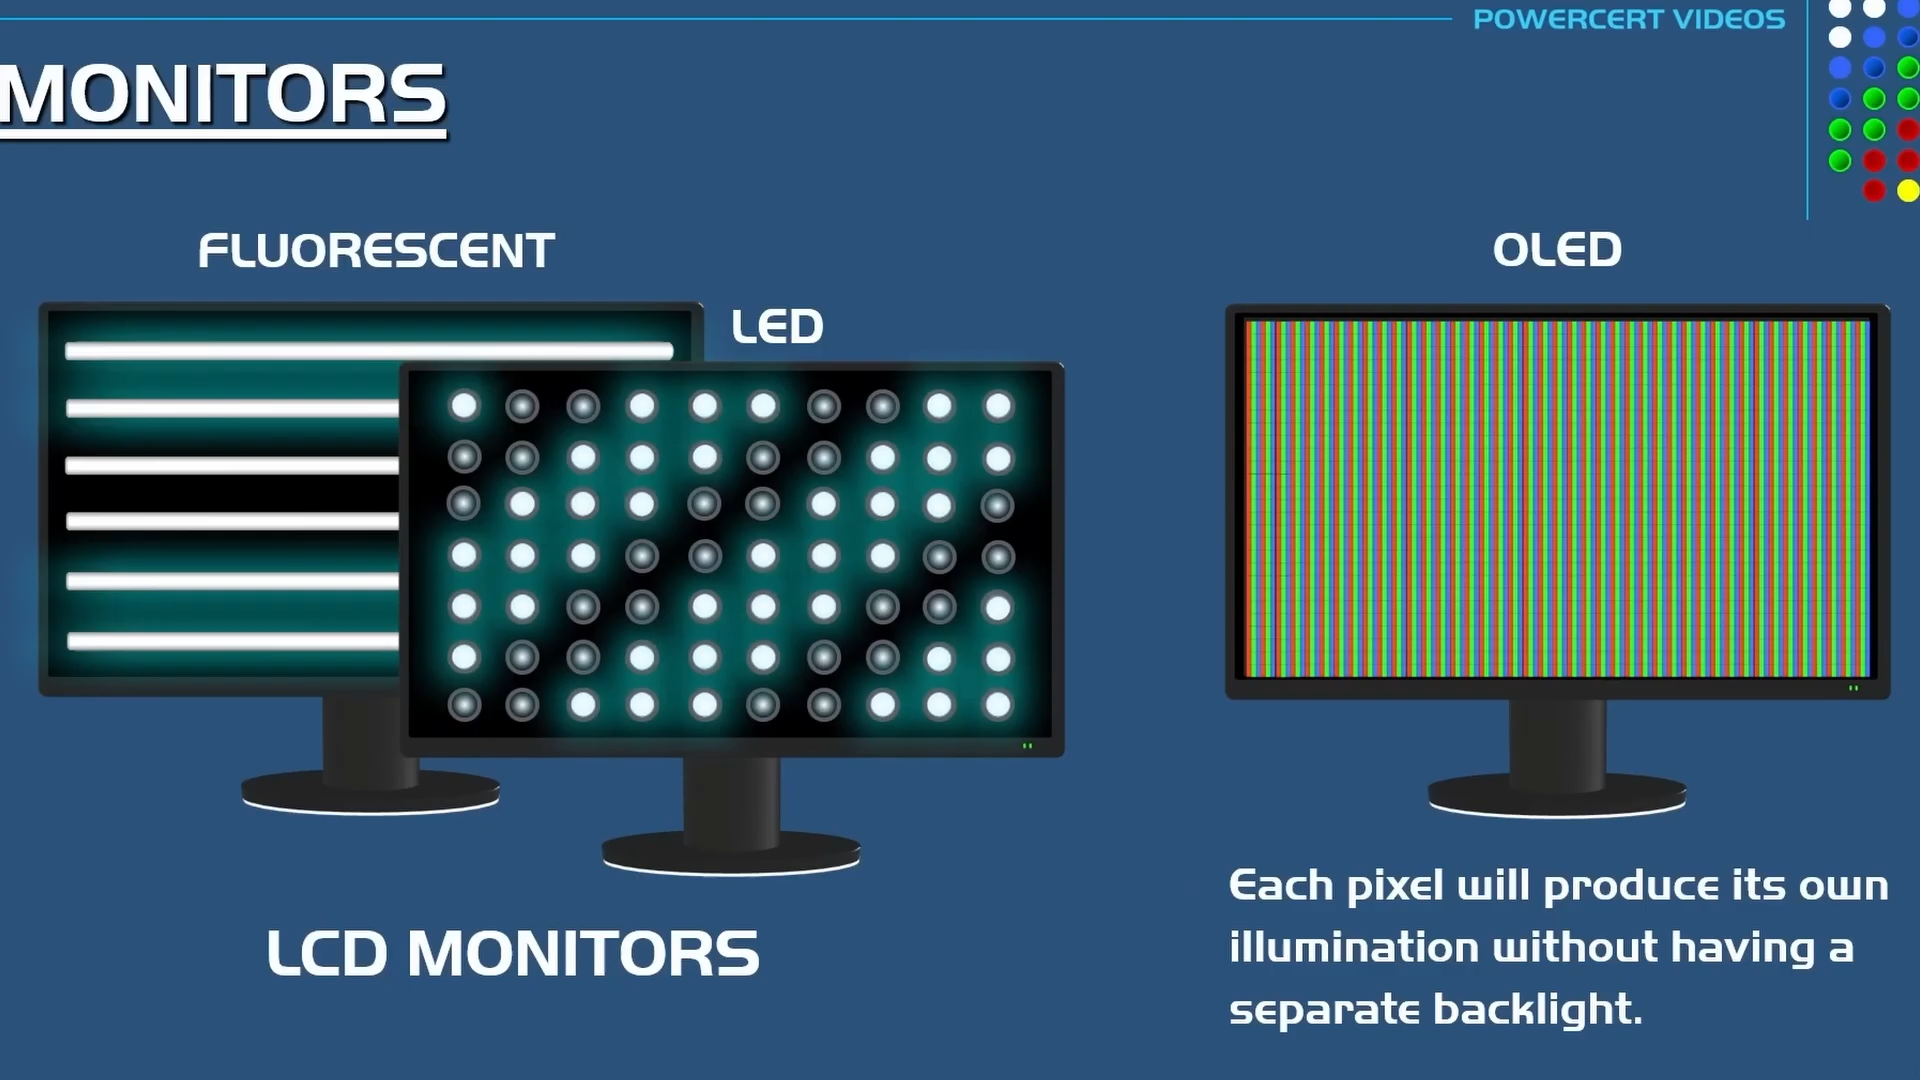 POWERCERT VIDEOS
MONITORS
FLUORESCENT
LED
OLED
LCD MONITORS
Each pixel will produce its own
illumination without having a
separate backlight.